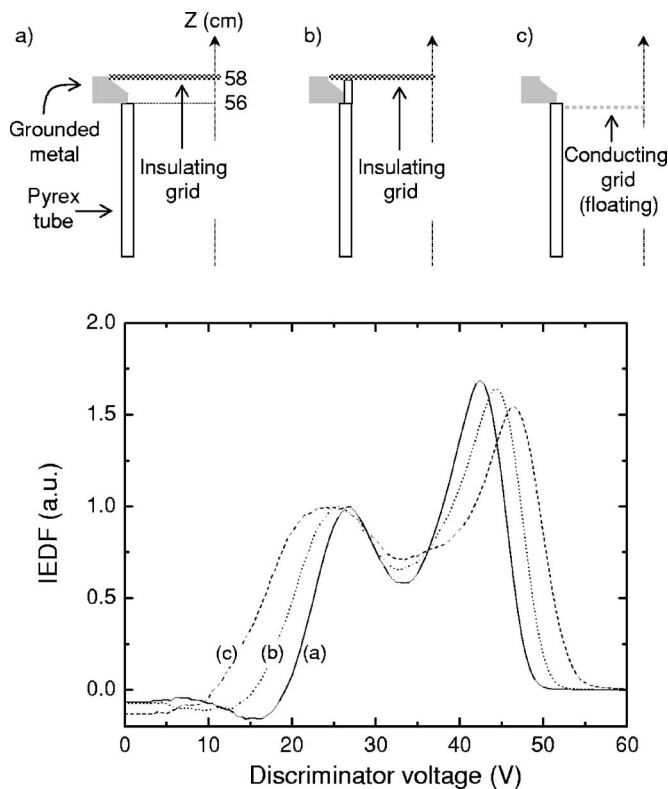 a)
Z (cm)
b)
c)
58
56
Grounded
metal
Insulating
grid
Insulating
grid
Conducting
grid
(floating)
Pyrex
tube
2.0
1.5
1.0
0.5
0.0
IEDF (a.u.)
(c)
(b)
(a)
0
10
20
30
40
50
60
Discriminator voltage (V)